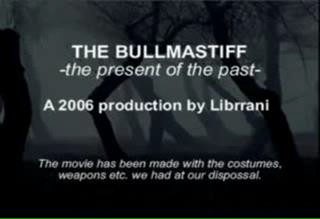 THE BULLMASTIFF
-the present of the past-
A 2006 production by Librrani
The movie has been made with the costumes,
weapons etc. we had at our dispossal.